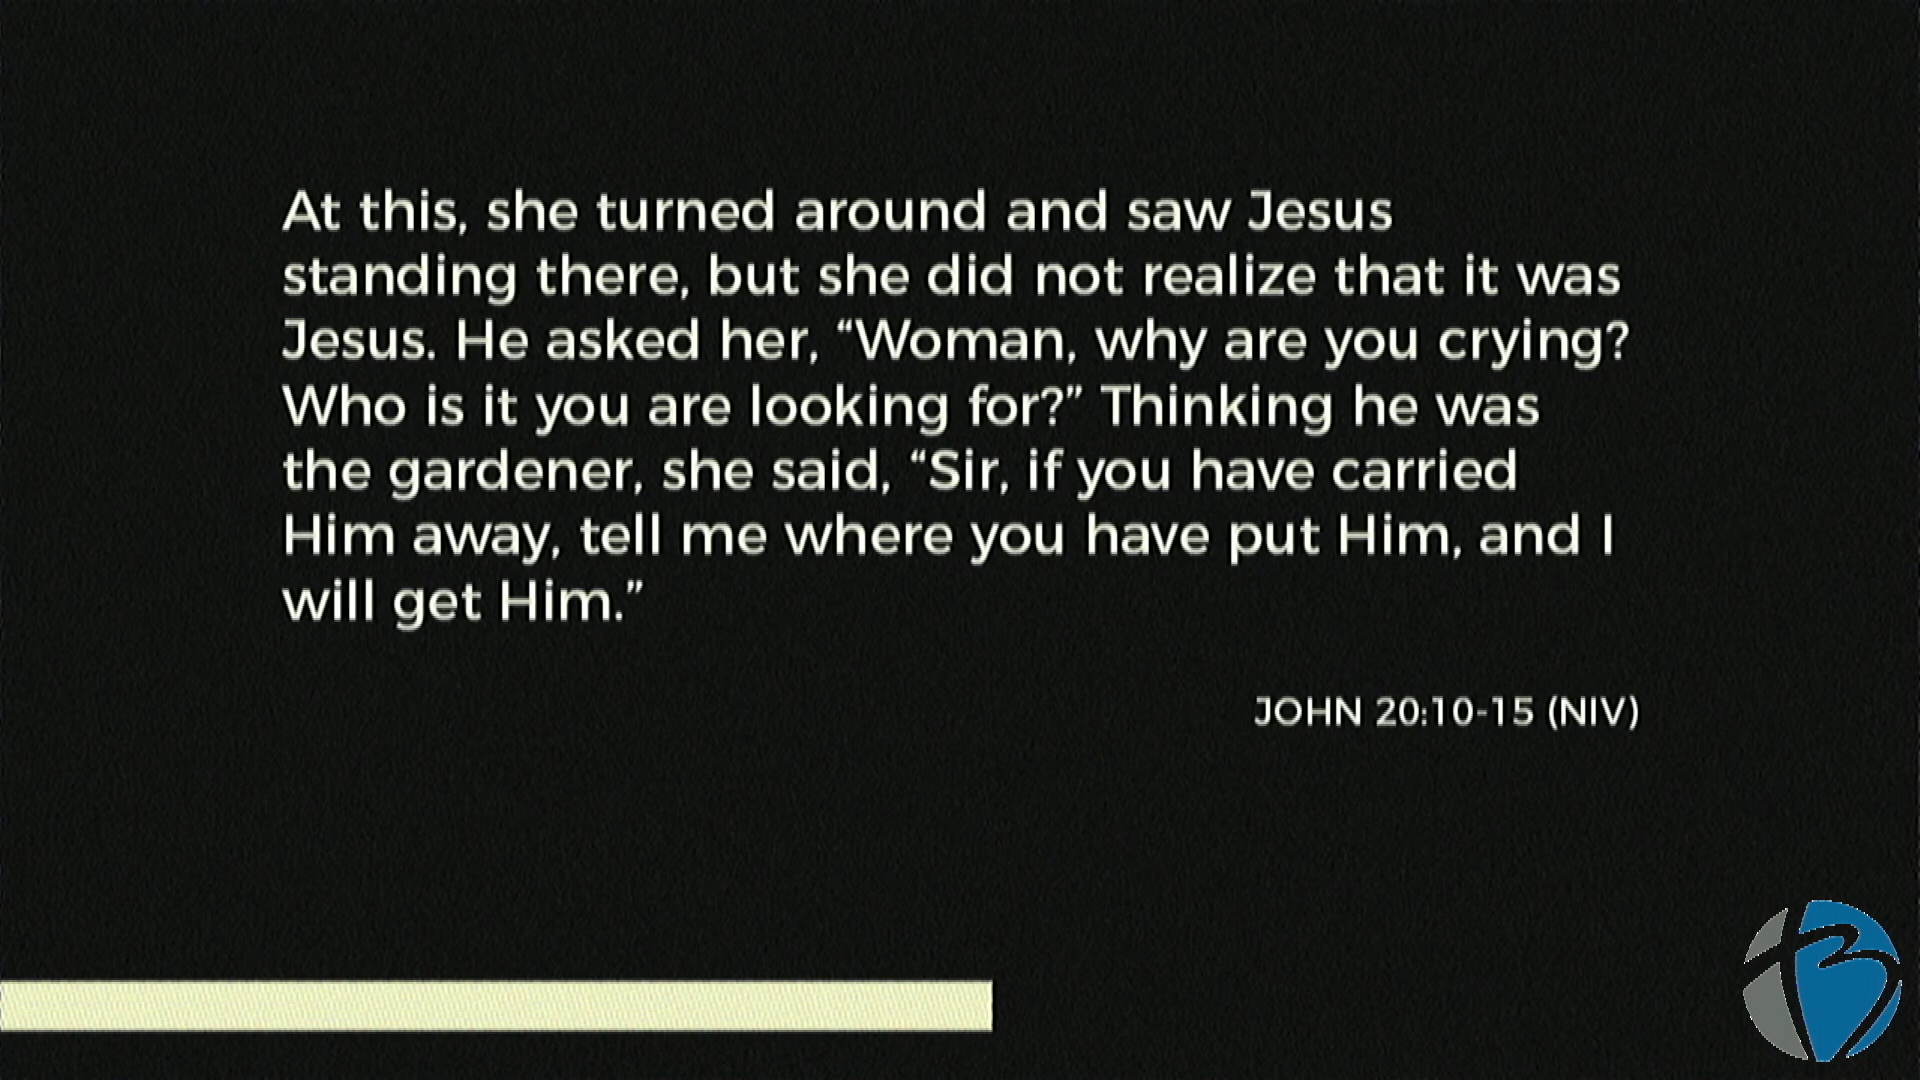 At this, she turned around and saw Jesus
standing there, but she did not realize that it was
Jesus. He asked her, “Woman, why are you crying?
Who is it you are looking for?” Thinking he was
the gardener, she said, “Sir, if you have carried
Him away, tell me where you have put Him, and I
will get Him.”
JOHN 20:10-15 (NIV)